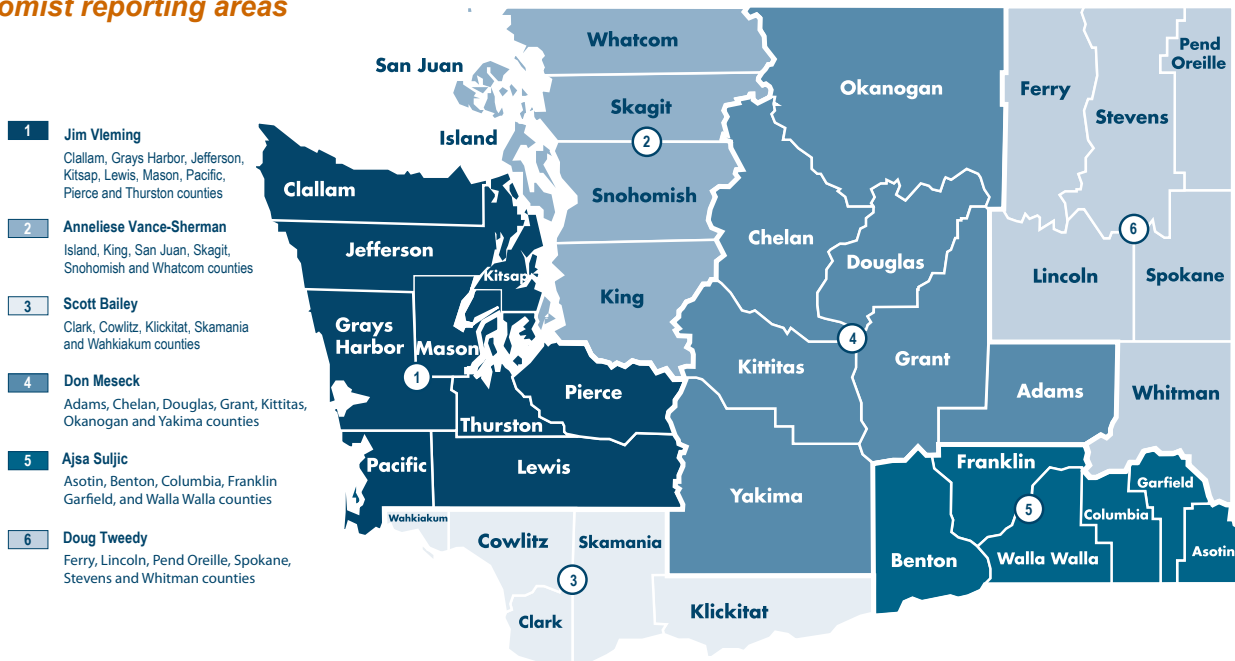 omist reporting areas
1
Jim Vleming
Clallam, Grays Harbor, Jefferson,
Kitsap, Lewis, Mason, Pacific,
Pierce and Thurston counties
2
Anneliese Vance-Sherman
Island, King, San Juan, Skagit,
Snohomish and Whatcom counties
3
Scott Bailey
Clark, Cowlitz, Klickitat, Skamania
and Wahkiakum counties
4
Don Meseck
Adams, Chelan, Douglas, Grant, Kittitas,
Okanogan and Yakima counties
5
Ajsa Suljic
Asotin, Benton, Columbia, Franklin
Garfield, and Walla Walla counties
6
Doug Tweedy
Ferry, Lincoln, Pend Oreille, Spokane,
Stevens and Whitman counties
Whatcom
San Juan
Skagit
Island
2
Snohomish
King
Clallam
Jefferson
Kitsap
Grays
Harbor
Mason
1
Pierce
Thurston
Pacific
Lewis
Wahkiakum
Cowlitz
Skamania
3
Clark
Klickitat
Okanogan
Chelan
Douglas
4
Kittitas
Grant
Adams
Yakima
Ferry
Stevens
Pend
Oreille
6
Lincoln
Spokane
Whitman
Franklin
Garfield
5
Columbia
Benton
Walla Walla
Asotin